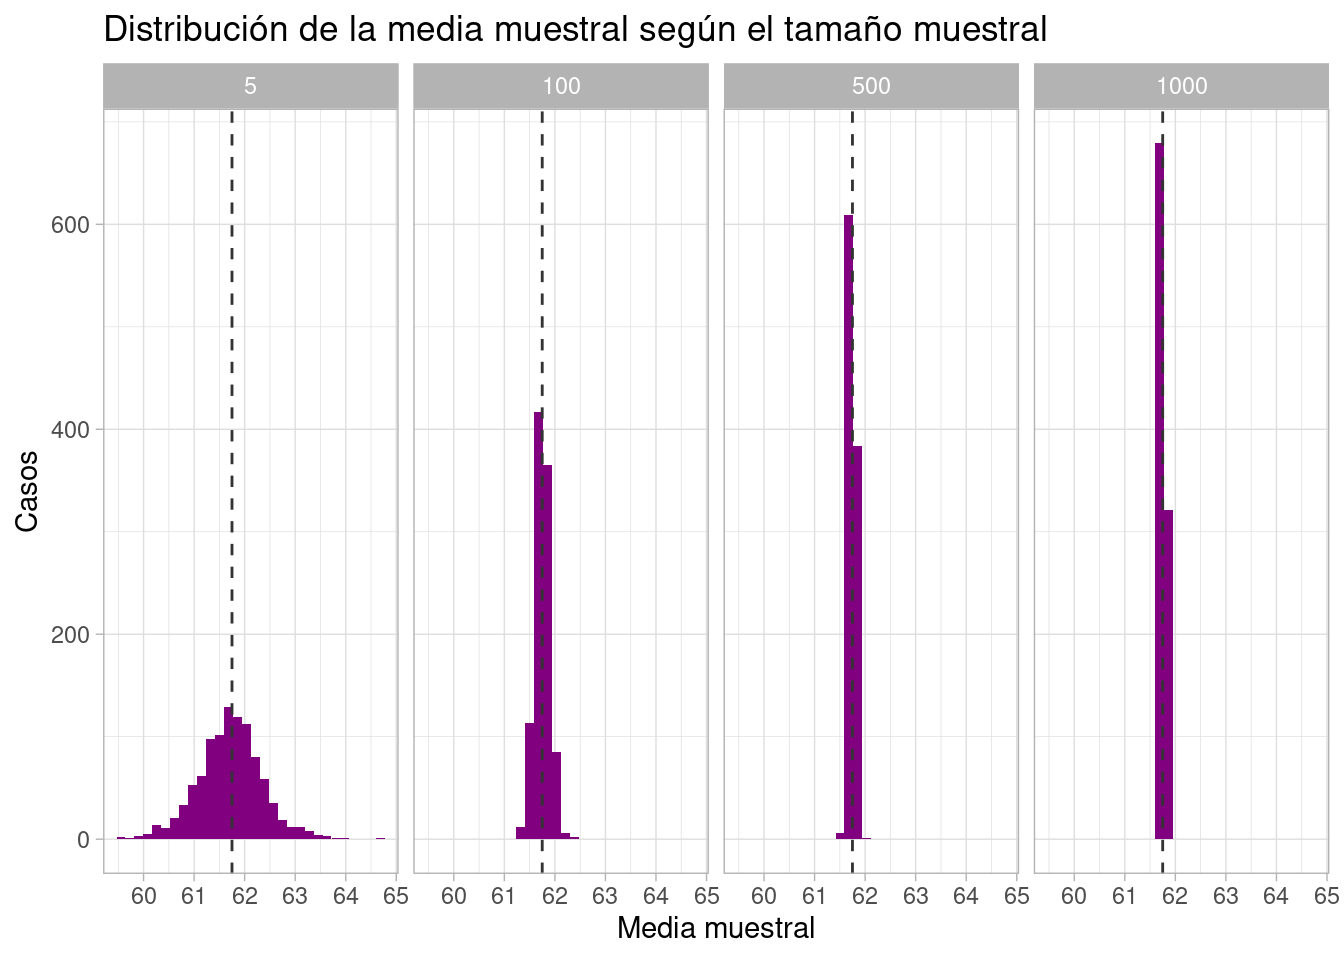 Distribución de la media muestral según el tamaño muestral
5 100 500 1000
600
400
200
0
Casos
60 61 62 63 64 65 60 61 62 63 64 65 60 61 62 63 64 65 60 61 62 63 64 65
Media muestral